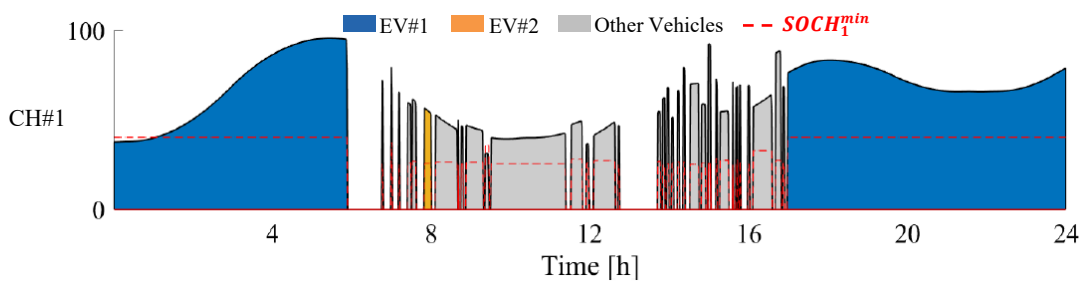 EV#1 EV#2 Other Vehicles SOCH₁ᵐⁱⁿ
100
CH#1
0
4 8 12 16 20 24
Time [h]